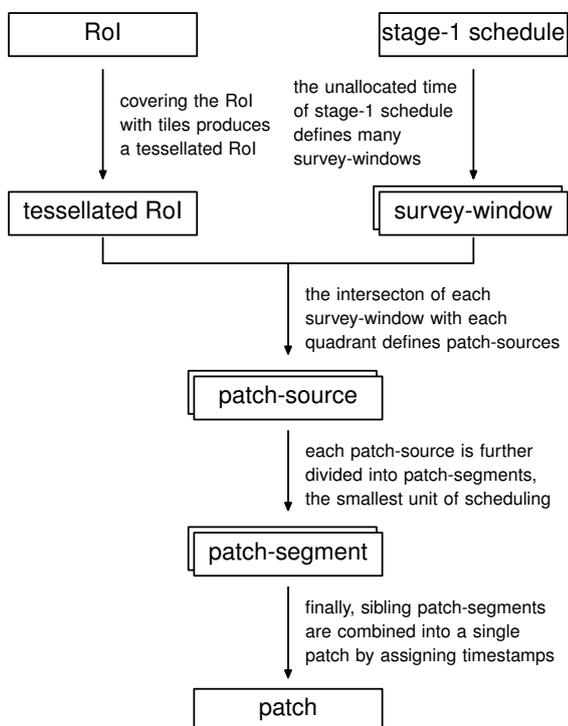 RoI
stage-1 schedule
covering the RoI
with tiles produces
a tessellated RoI
the unallocated time
of stage-1 schedule
defines many
survey-windows
tessellated RoI
survey-window
the intersecton of each
survey-window with each
quadrant defines patch-sources
patch-source
each patch-source is further
divided into patch-segments,
the smallest unit of scheduling
patch-segment
finally, sibling patch-segments
are combined into a single
patch by assigning timestamps
patch